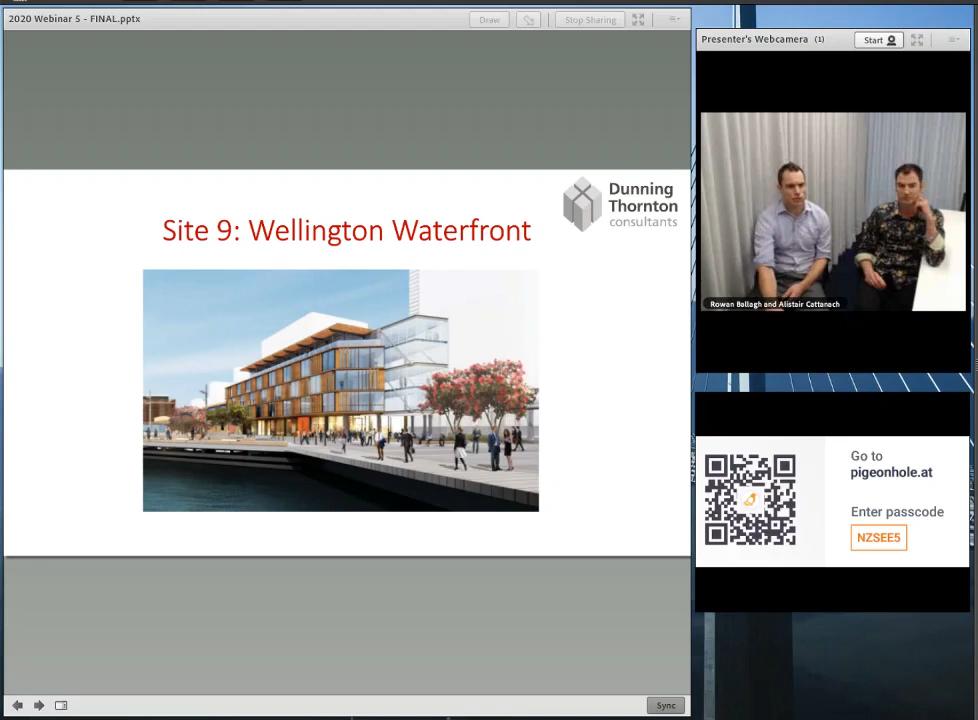 2020 Webinar 5 - FINAL.pptx
Draw
Stop Sharing
Site 9: Wellington Waterfront
Dunning
Thornton
consultants
Sync
Presenter's Webcamera (1)
Start
Rowan Ballagh and Alistair Cattanach
Go to
pigeonhole.at
Enter passcode
NZSEE5